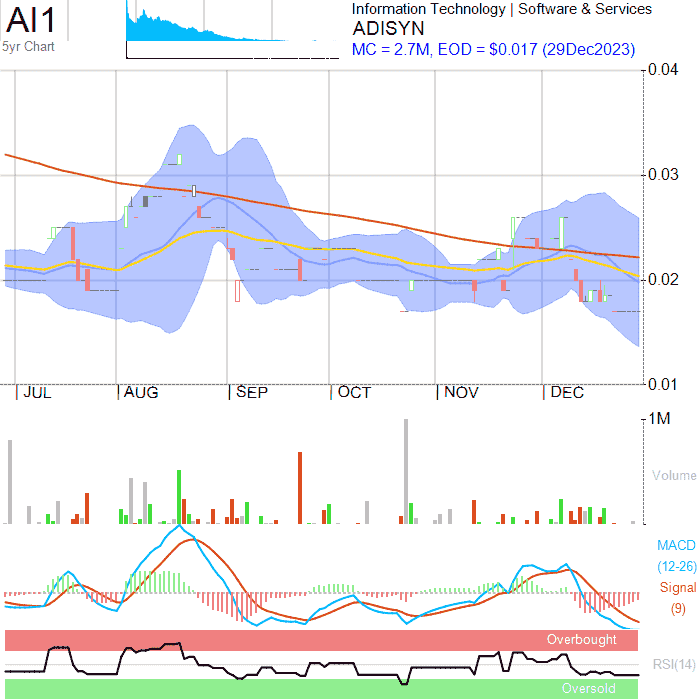 AI1
5yr Chart
Information Technology | Software & Services
ADISYN
MC = 2.7M, EOD = $0.017 (29Dec2023)
0.04
0.03
0.02
0.01
JUL AUG SEP OCT NOV DEC
1M
Volume
MACD
(12-26)
Signal
(9)
Overbought
RSI(14)
Oversold